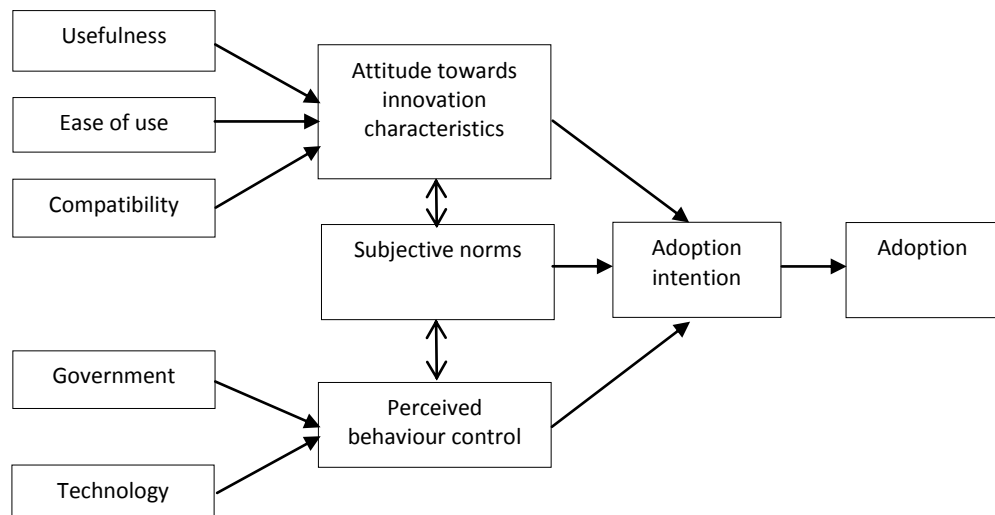 Usefulness
Ease of use
Compatibility
Attitude towards
innovation
characteristics
Subjective norms
Adoption
intention
Adoption
Government
Technology
Perceived
behaviour control